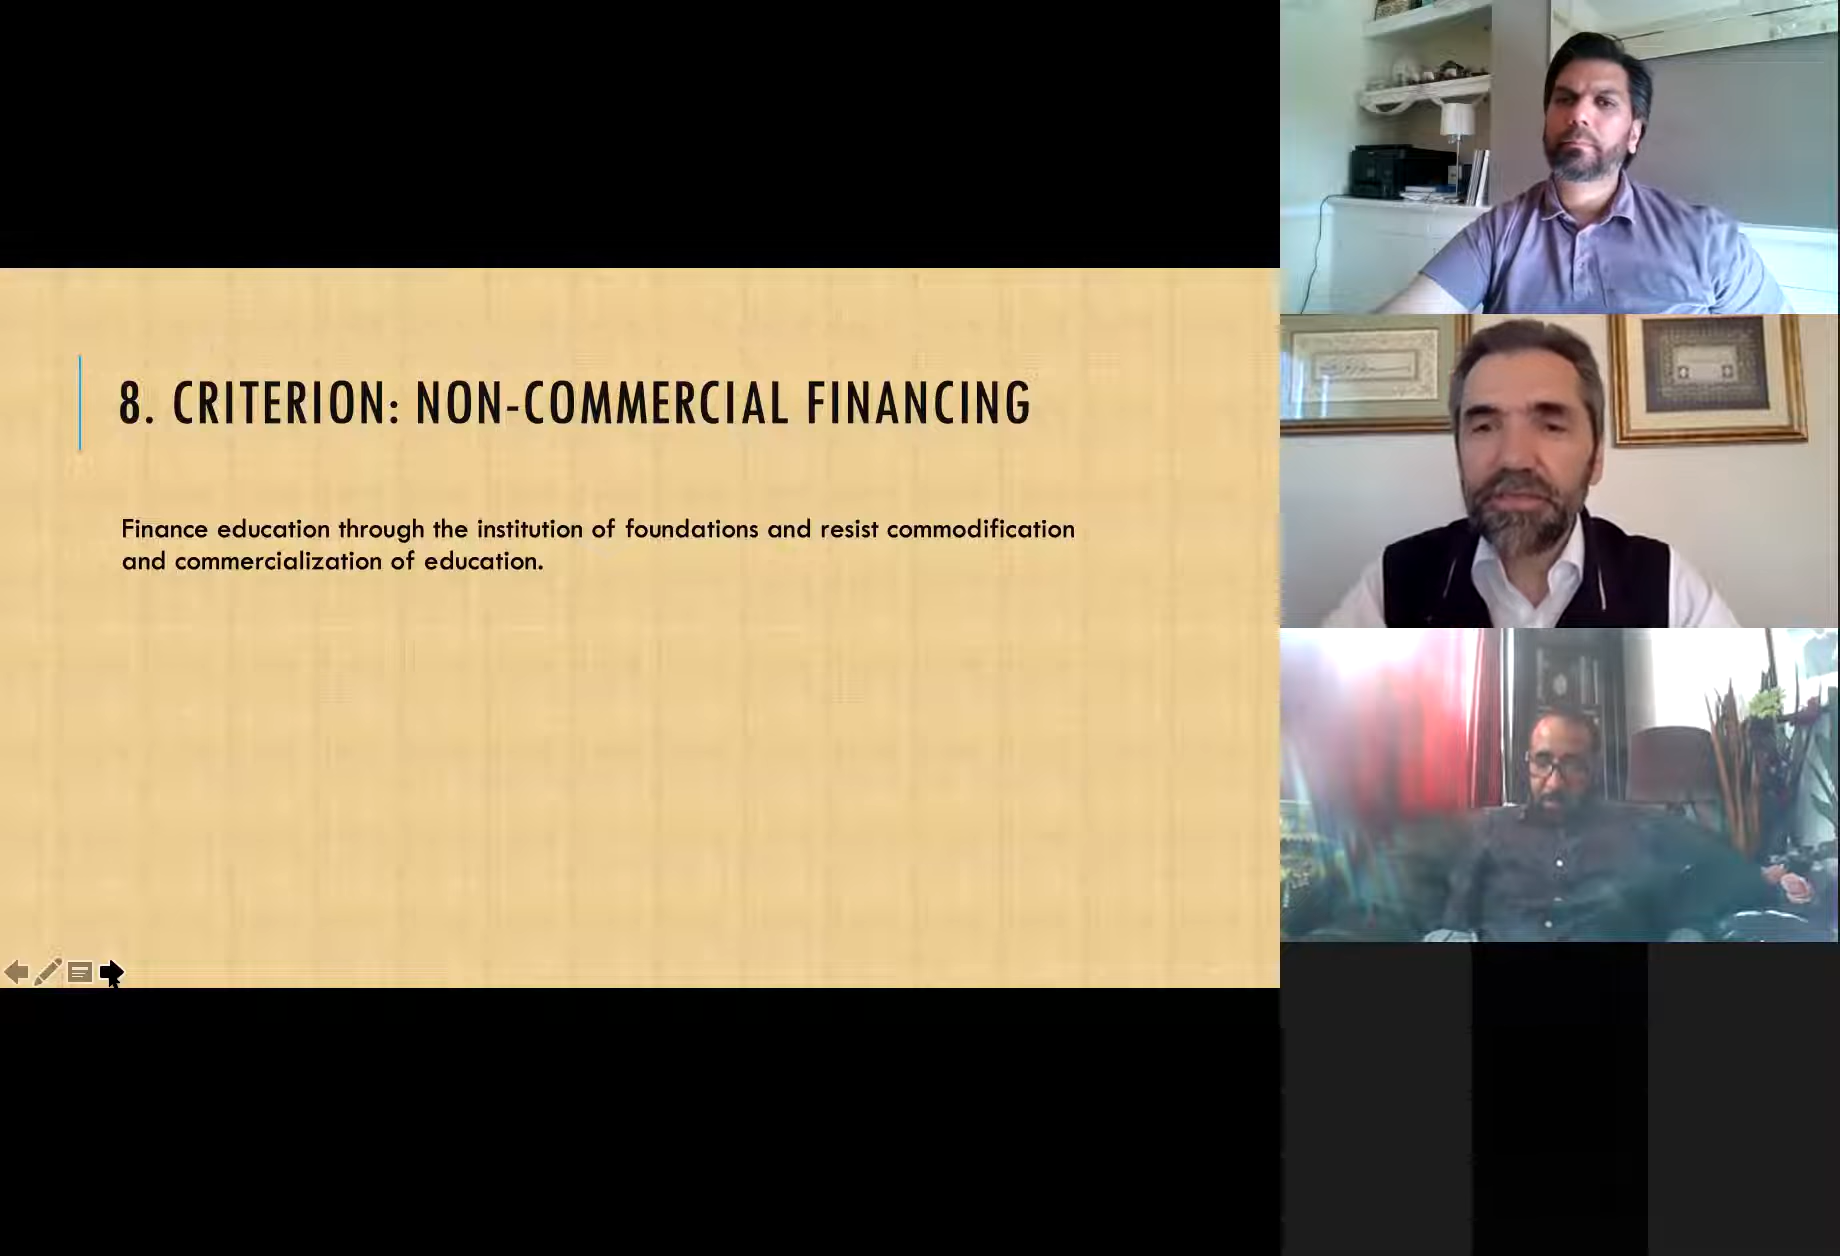 8. CRITERION: NON-COMMERCIAL FINANCING
Finance education through the institution of foundations and resist commodification
and commercialization of education.